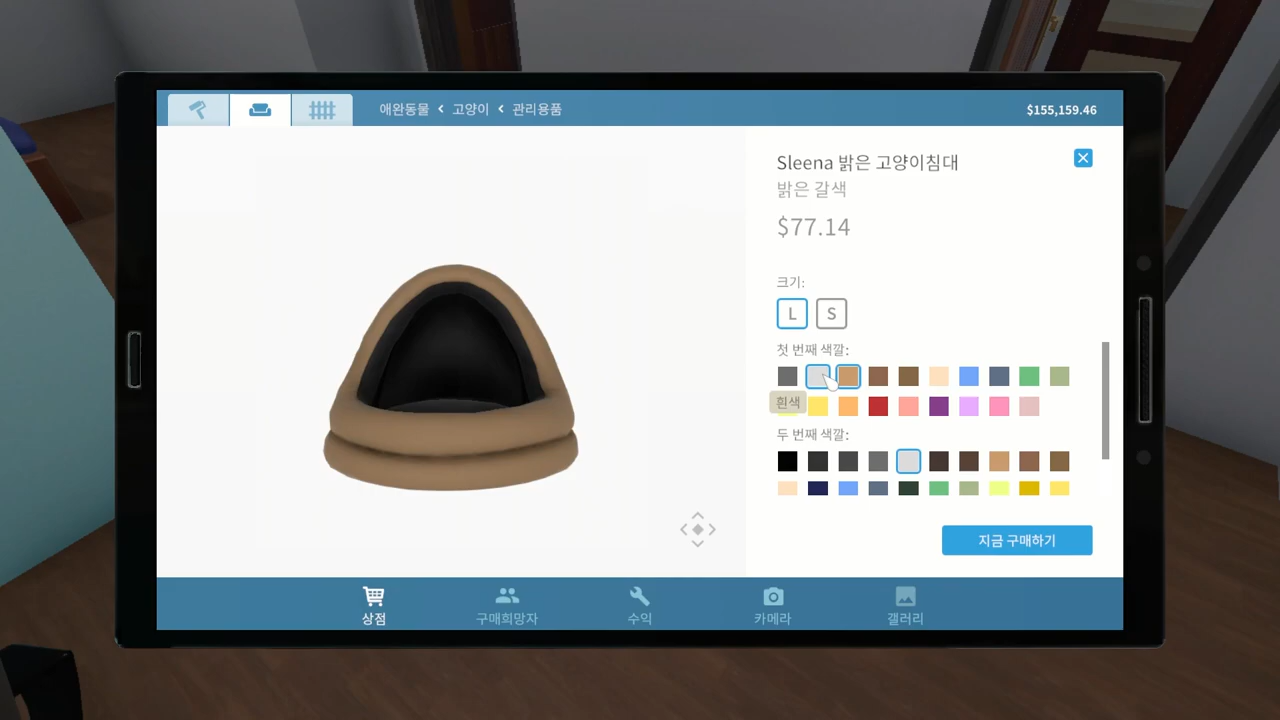 애완동물 < 고양이 < 관리용품
$155,159.46
Sleena 밝은 고양이침대
밝은 갈색
$77.14
크기:
L S
첫 번째 색깔:
흰색
두 번째 색깔:
지금 구매하기
상점 구매희망자 수익 카메라 갤러리